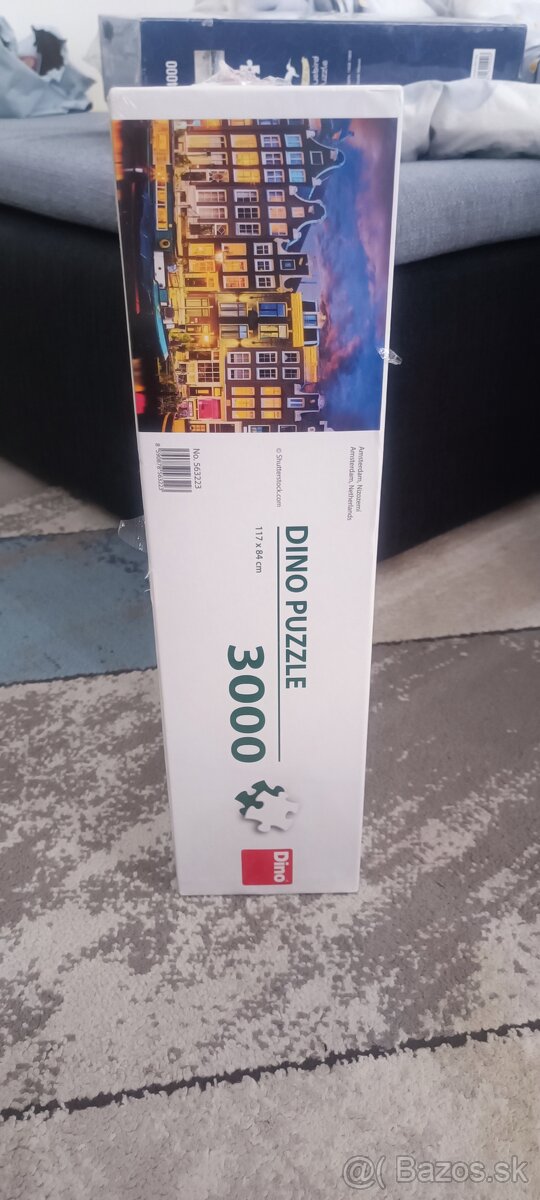 Amsterdam, Nizozemí
Amsterdam, Netherlands
© Shutterstock.com
No. 563223
DINO PUZZLE
117 x 84 cm
3000
Dino
@( Bazos.sk